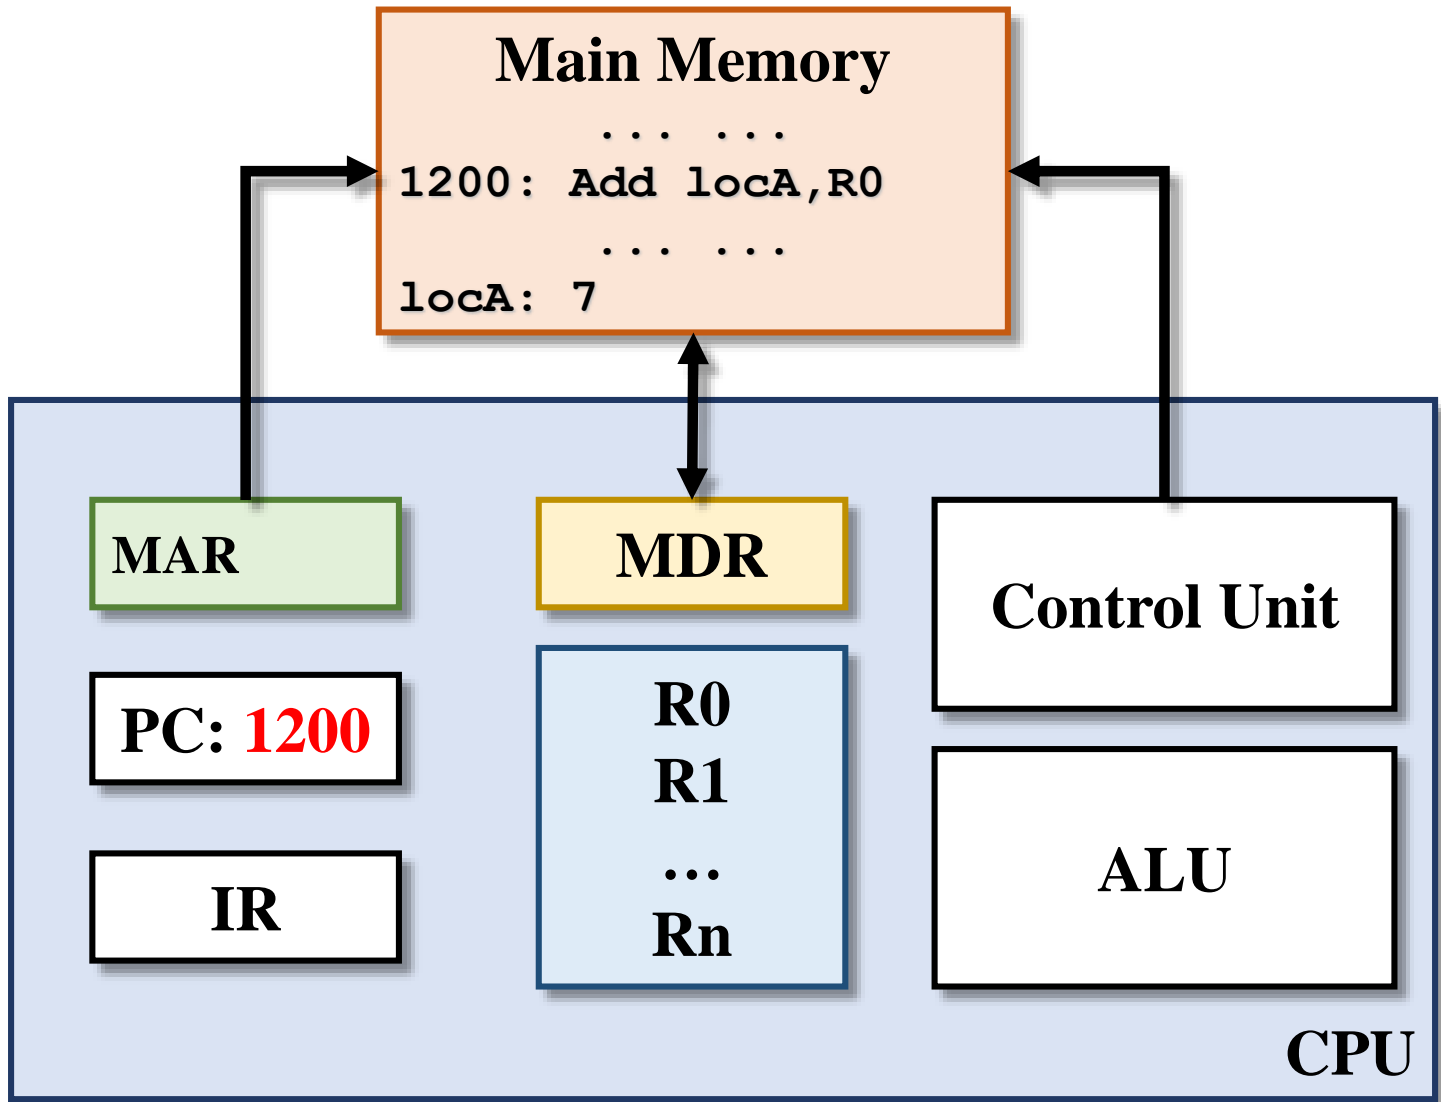 Main Memory
... ...
1200: Add locA,R0
... ...
locA: 7
MAR
MDR
Control Unit
PC: 1200
R0
R1
…
Rn
IR
ALU
CPU